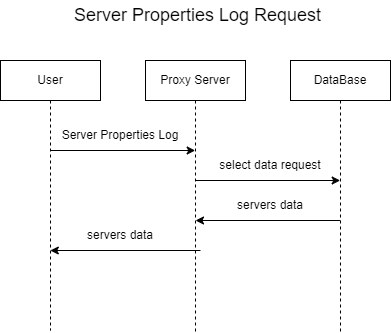 Server Properties Log Request
User
Proxy Server
DataBase
Server Properties Log
select data request
servers data
servers data